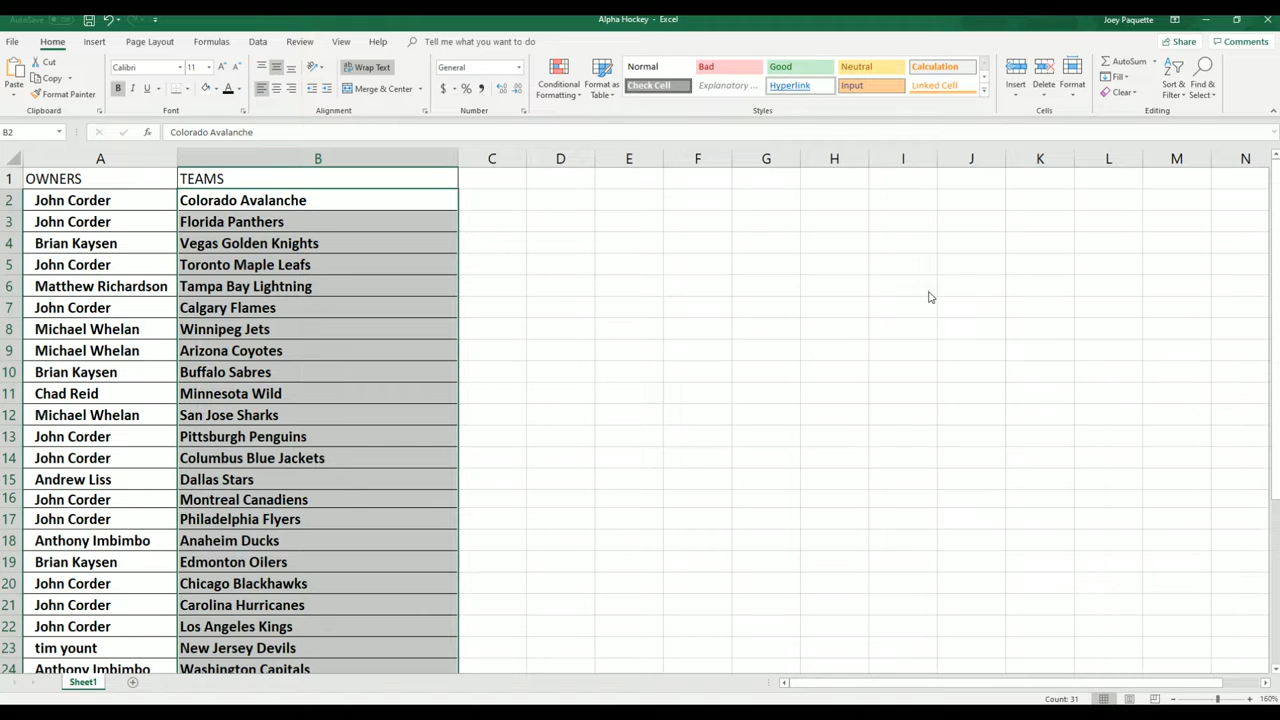 AutoSave Off Alpha Hockey - Excel Joey Paquette
File Home Insert Page Layout Formulas Data Review View Help Tell me what you want to do Share Comments
Paste Cut Copy Format Painter Clipboard
Calibri 11 B I U Font
Wrap Text Merge & Center Alignment
General $ % Number
Conditional Formatting Format as Table
Normal Bad Good Neutral Calculation
Check Cell Explanatory ... Hyperlink Input Linked Cell
Styles
Insert Delete Format Cells
AutoSum Fill Clear Sort & Filter Find & Select Editing
B2 fx Colorado Avalanche
A B C D E F G H I J K L M N
1 OWNERS TEAMS
2 John Corder Colorado Avalanche
3 John Corder Florida Panthers
4 Brian Kaysen Vegas Golden Knights
5 John Corder Toronto Maple Leafs
6 Matthew Richardson Tampa Bay Lightning
7 John Corder Calgary Flames
8 Michael Whelan Winnipeg Jets
9 Michael Whelan Arizona Coyotes
10 Brian Kaysen Buffalo Sabres
11 Chad Reid Minnesota Wild
12 Michael Whelan San Jose Sharks
13 John Corder Pittsburgh Penguins
14 John Corder Columbus Blue Jackets
15 Andrew Liss Dallas Stars
16 John Corder Montreal Canadiens
17 John Corder Philadelphia Flyers
18 Anthony Imbimbo Anaheim Ducks
19 Brian Kaysen Edmonton Oilers
20 John Corder Chicago Blackhawks
21 John Corder Carolina Hurricanes
22 John Corder Los Angeles Kings
23 tim yount New Jersey Devils
24 Anthony Imbimbo Washington Capitals
Sheet1
Count: 31 160%